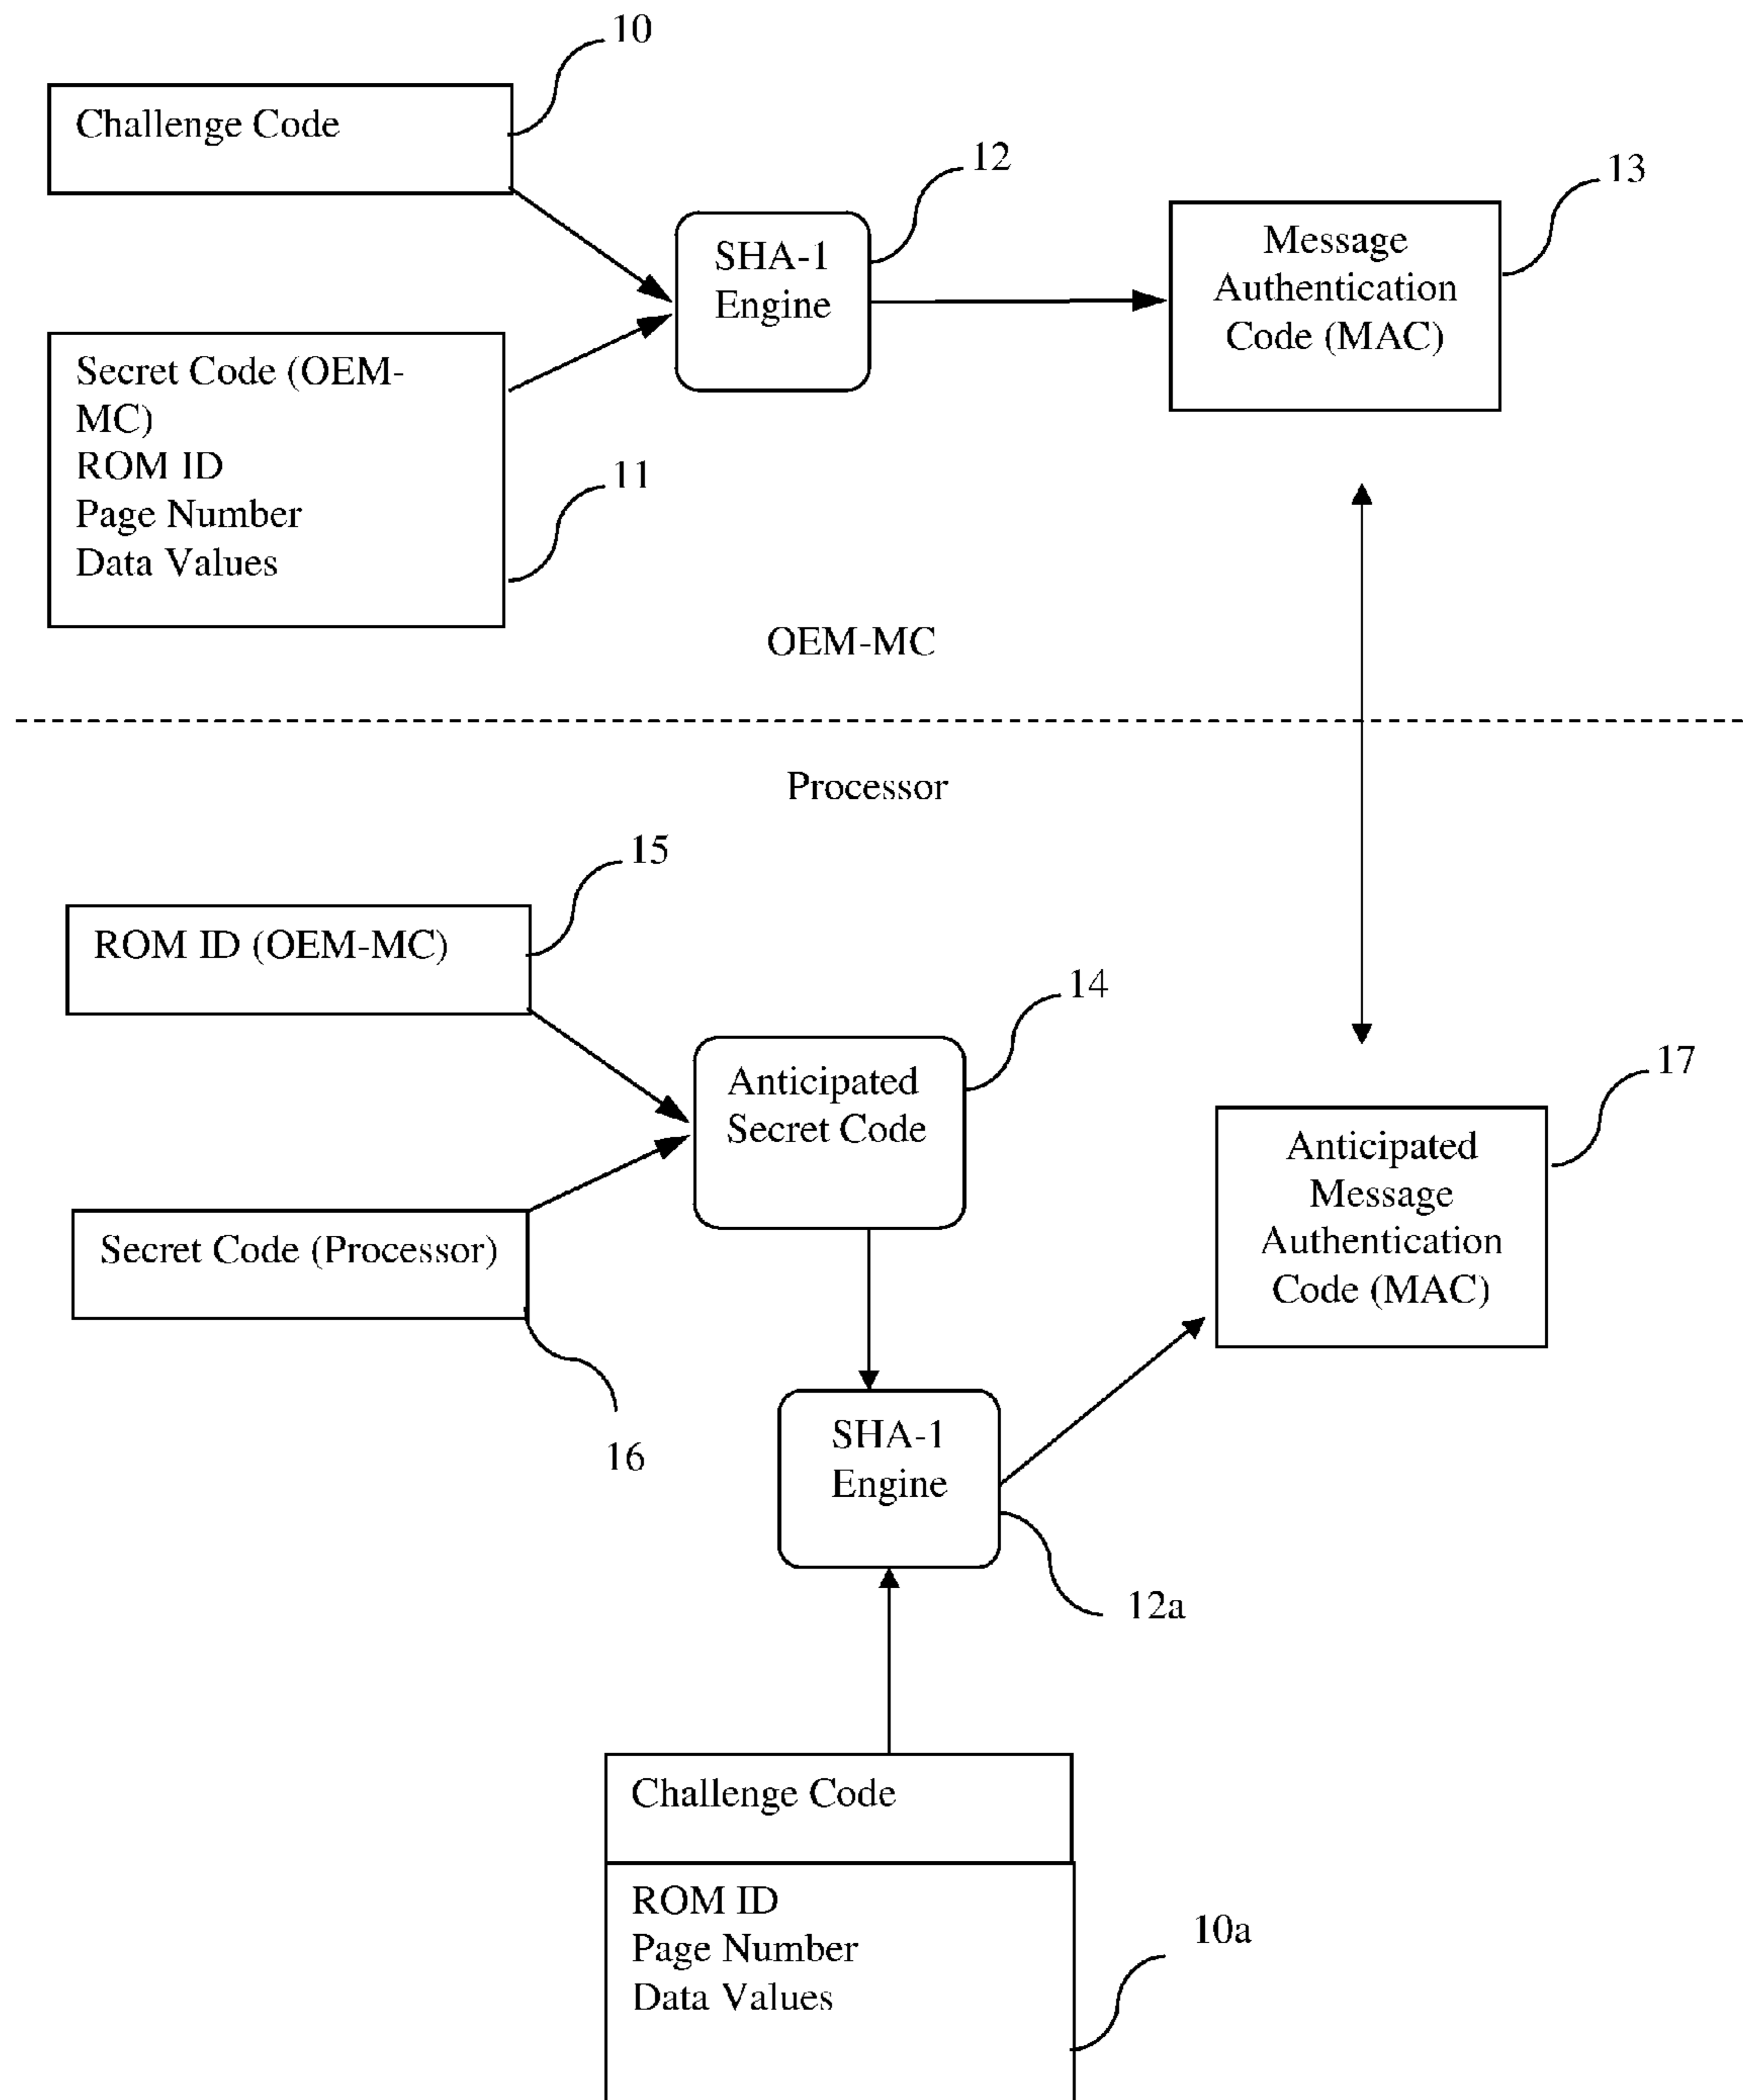 10
Challenge Code
12
13
SHA-1
Engine
Message
Authentication
Code (MAC)
Secret Code (OEM-
MC)
ROM ID
Page Number
Data Values
11
OEM-MC
Processor
15
ROM ID (OEM-MC)
14
Anticipated
Secret Code
17
Anticipated
Message
Authentication
Code (MAC)
Secret Code (Processor)
16
SHA-1
Engine
12a
Challenge Code
ROM ID
Page Number
Data Values
10a